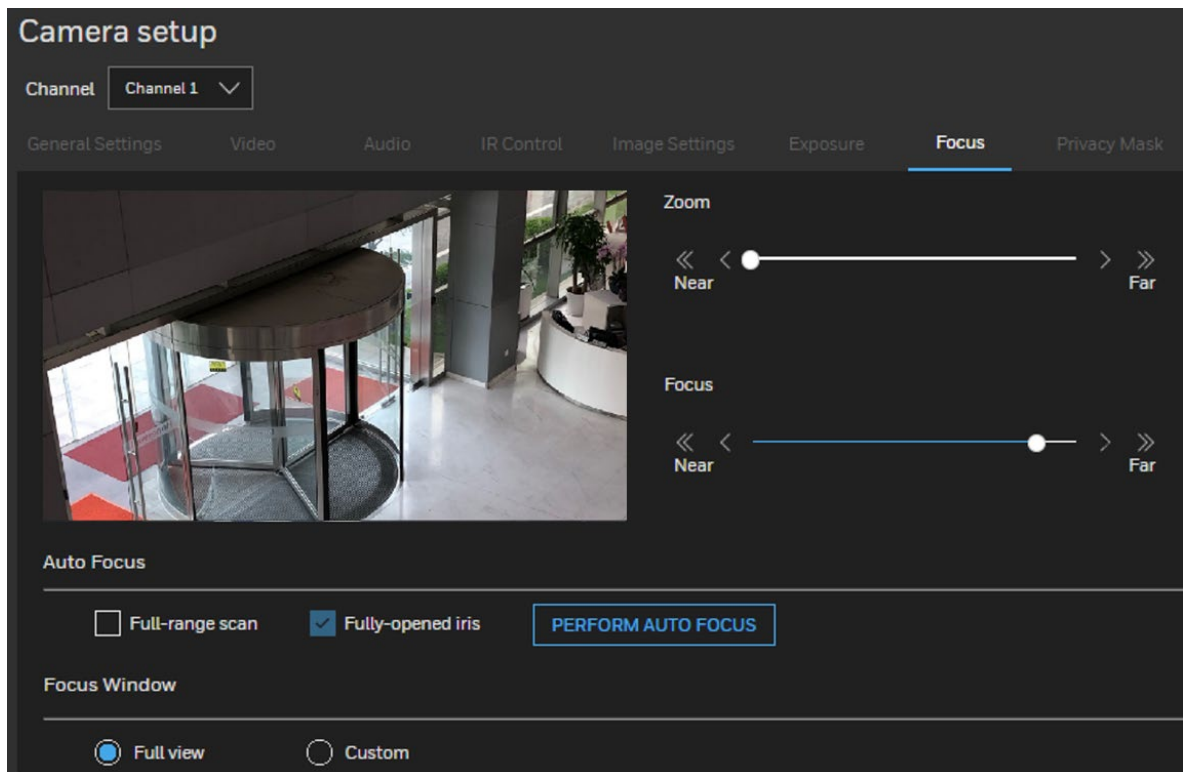 Camera setup
Channel Channel 1
General Settings Video Audio IR Control Image Settings Exposure Focus Privacy Mask
Zoom
Near Far
Focus
Near Far
Auto Focus
Full-range scan Fully-opened iris PERFORM AUTO FOCUS
Focus Window
Full view Custom